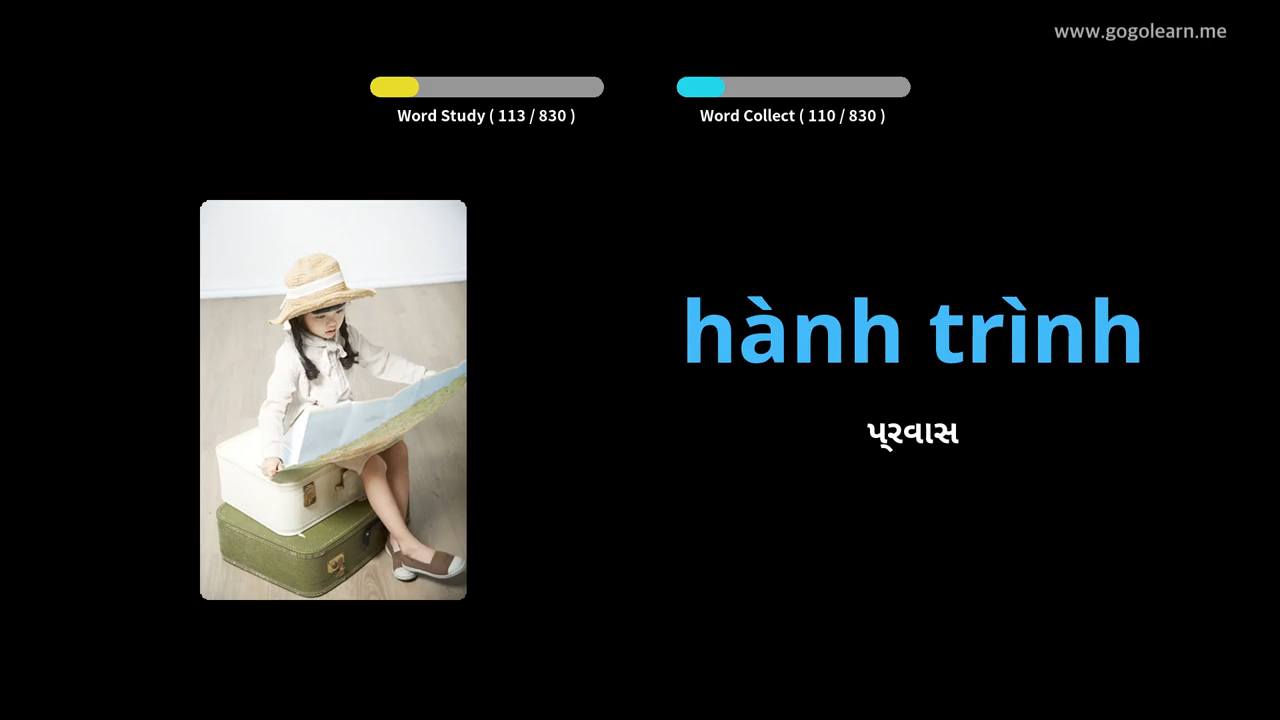 www.gogolearn.me
Word Study ( 113 / 830 )
Word Collect ( 110 / 830 )
hành trình
પ્રવાસ